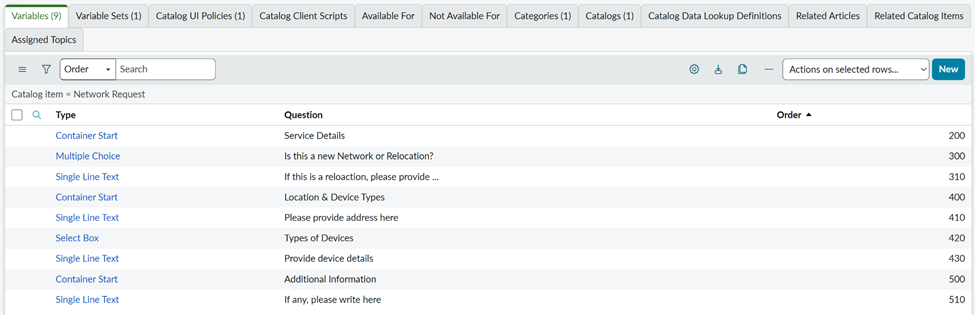 Variables (9) Variable Sets (1) Catalog UI Policies (1) Catalog Client Scripts Available For Not Available For Categories (1) Catalogs (1) Catalog Data Lookup Definitions Related Articles Related Catalog Items
Assigned Topics
Order Search Actions on selected rows... New
Catalog item = Network Request
Type Question Order
Container Start Service Details 200
Multiple Choice Is this a new Network or Relocation? 300
Single Line Text If this is a reloaction, please provide ... 310
Container Start Location & Device Types 400
Single Line Text Please provide address here 410
Select Box Types of Devices 420
Single Line Text Provide device details 430
Container Start Additional Information 500
Single Line Text If any, please write here 510